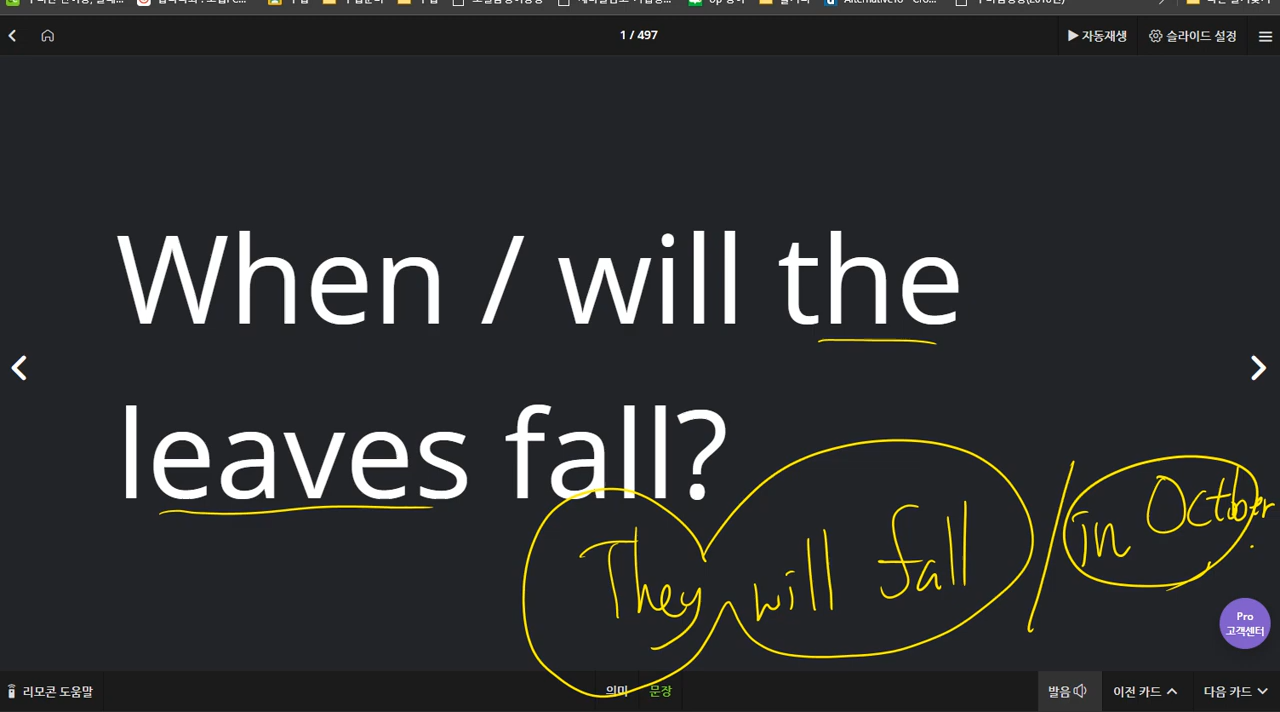 1 / 497
▶ 자동재생
슬라이드 설정
When / will the
leaves fall?
They will fall / in October.
Pro
고객센터
리모콘 도움말
의미
문장
발음
이전 카드
다음 카드